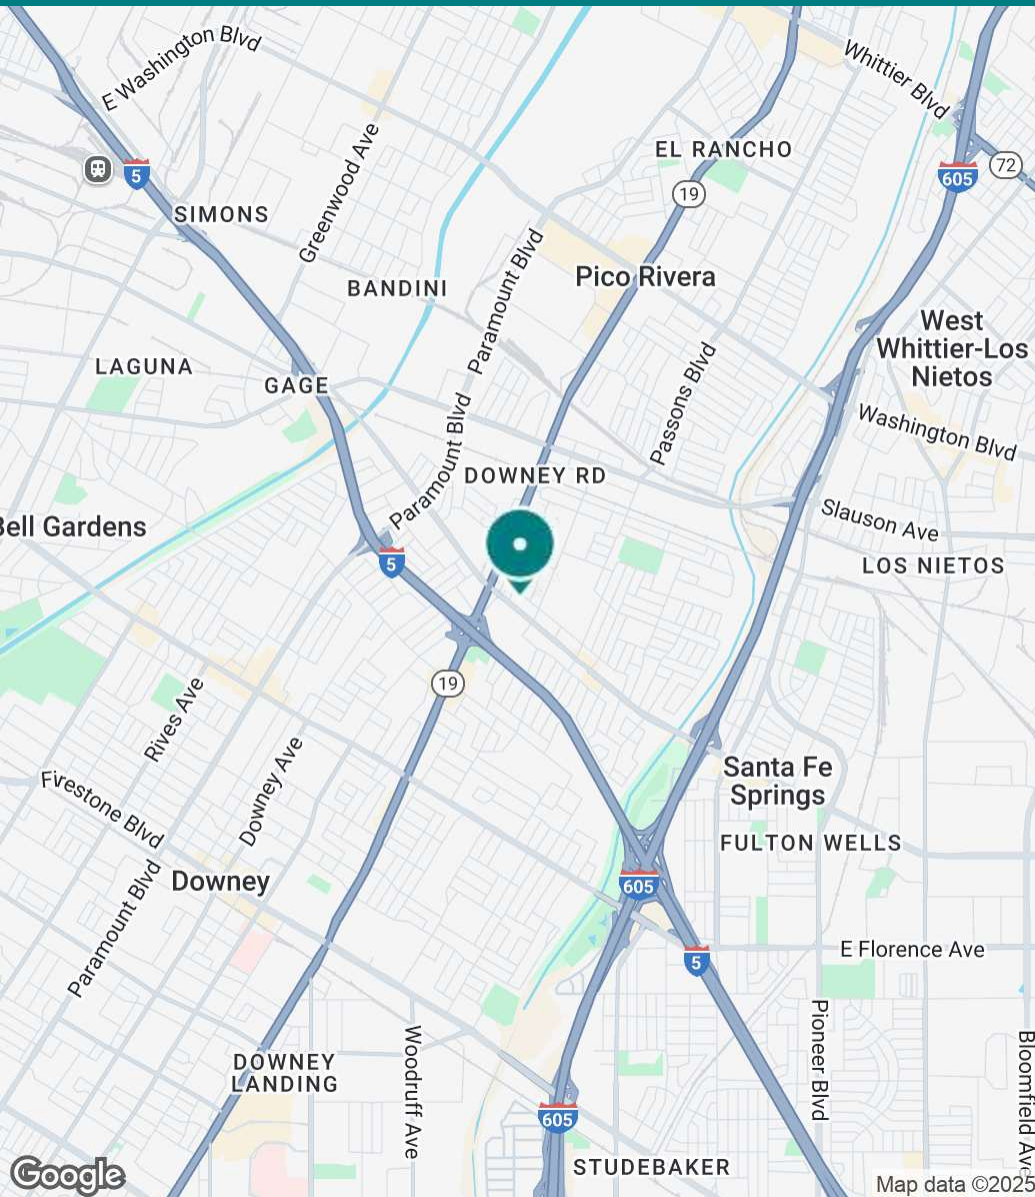 E Washington Blvd
Whittier Blvd
Greenwood Ave
EL RANCHO
72
5
605
19
SIMONS
Paramount Blvd
Pico Rivera
BANDINI
West
Whittier-Los
Nietos
LAGUNA
GAGE
Passons Blvd
Paramount Blvd
Washington Blvd
DOWNEY RD
Bell Gardens
Slauson Ave
5
LOS NIETOS
19
Rives Ave
Downey Ave
Santa Fe
Springs
Firestone Blvd
FULTON WELLS
Downey
605
Paramount Blvd
E Florence Ave
5
Woodruff Ave
Pioneer Blvd
Bloomfield Ave
DOWNEY
LANDING
605
STUDEBAKER
Google
Map data ©2025